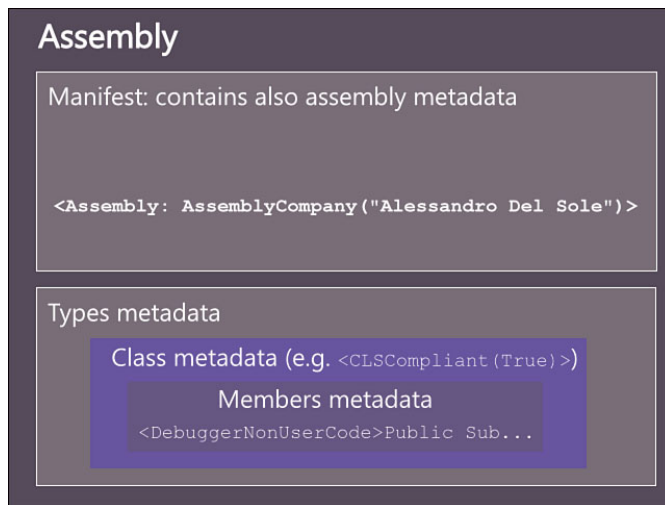 Assembly
Manifest: contains also assembly metadata
<Assembly: AssemblyCompany("Alessandro Del Sole")>
Types metadata
Class metadata (e.g. <CLSCompliant(True)>)
Members metadata
<DebuggerNonUserCode>Public Sub...